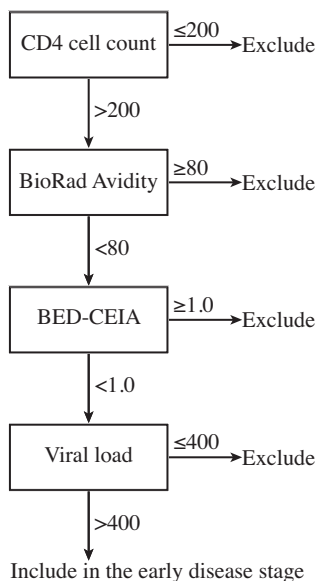 CD4 cell count
≤200
Exclude
>200
BioRad Avidity
≥80
Exclude
<80
BED-CEIA
≥1.0
Exclude
<1.0
Viral load
≤400
Exclude
>400
Include in the early disease stage